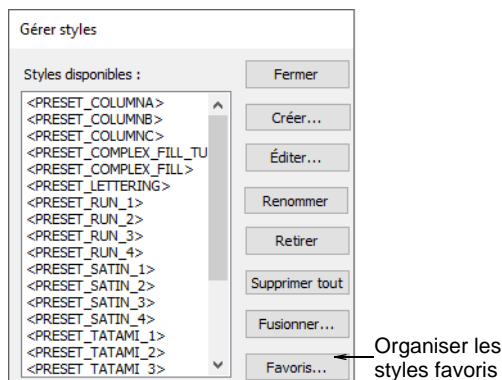 Gérer styles
Styles disponibles :
<PRESET_COLUMNA>
<PRESET_COLUMNB>
<PRESET_COLUMNC>
<PRESET_COMPLEX_FILL_TU
<PRESET_COMPLEX_FILL>
<PRESET_LETTERING>
<PRESET_RUN_1>
<PRESET_RUN_2>
<PRESET_RUN_3>
<PRESET_RUN_4>
<PRESET_SATIN_1>
<PRESET_SATIN_2>
<PRESET_SATIN_3>
<PRESET_SATIN_4>
<PRESET_TATAMI_1>
<PRESET_TATAMI_2>
<PRESET_TATAMI_3>
Fermer
Créer...
Éditer...
Renommer
Retirer
Supprimer tout
Fusionner...
Favoris...
Organiser les
styles favoris